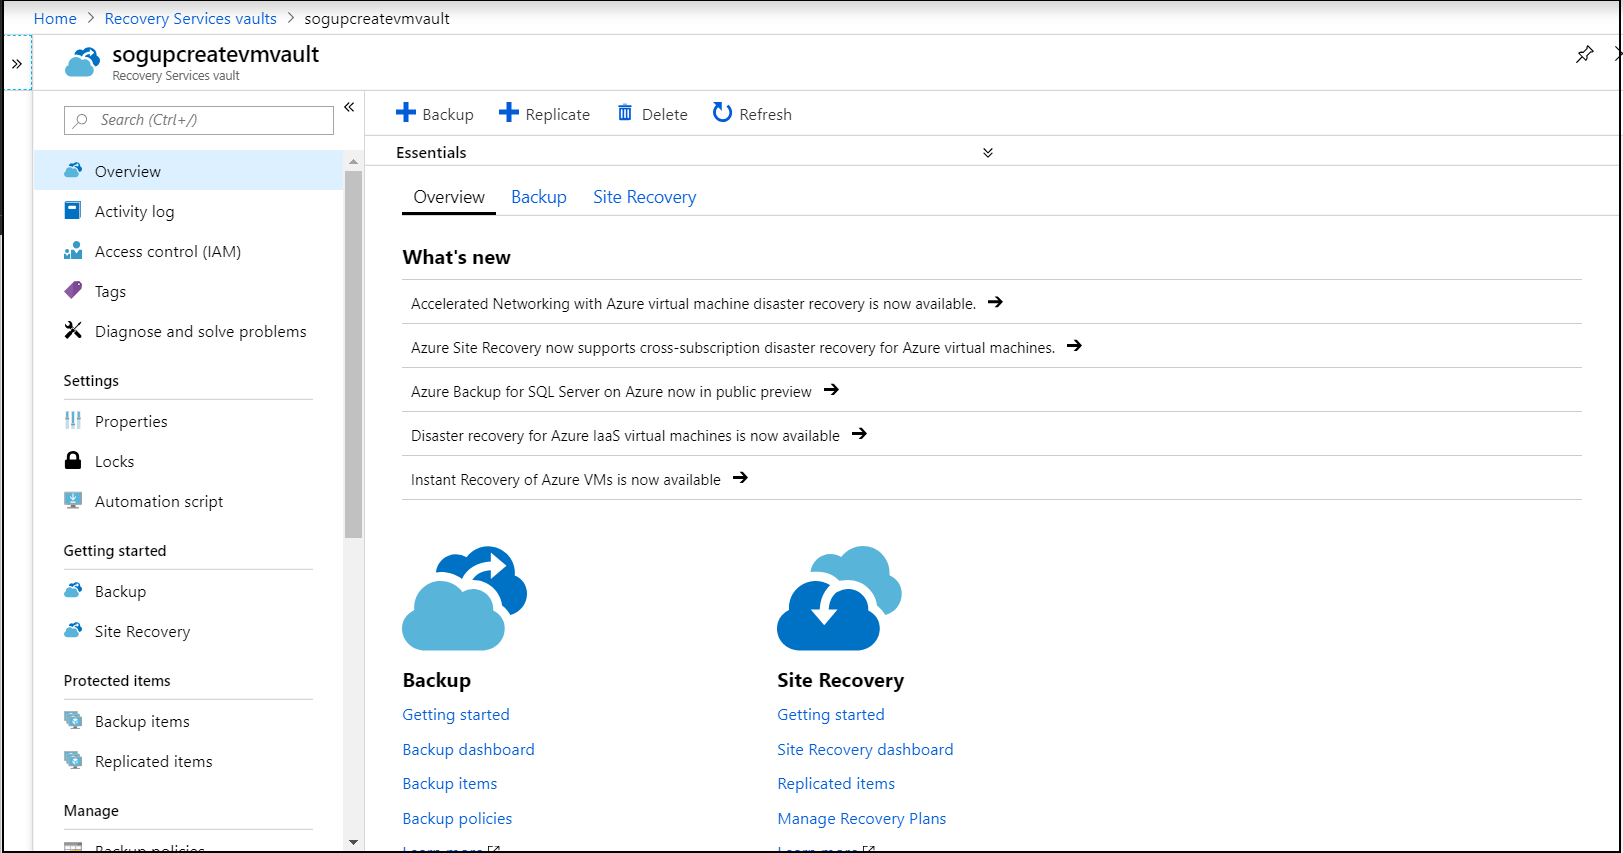 Home > Recovery Services vaults > sogupcreatevmvault
sogupcreatevmvault
Recovery Services vault
Search (Ctrl+/)
Overview
Activity log
Access control (IAM)
Tags
Diagnose and solve problems
Settings
Properties
Locks
Automation script
Getting started
Backup
Site Recovery
Protected items
Backup items
Replicated items
Manage
Backup policies
Backup Replicate Delete Refresh
Essentials
Overview Backup Site Recovery
What's new
Accelerated Networking with Azure virtual machine disaster recovery is now available.
Azure Site Recovery now supports cross-subscription disaster recovery for Azure virtual machines.
Azure Backup for SQL Server on Azure now in public preview
Disaster recovery for Azure IaaS virtual machines is now available
Instant Recovery of Azure VMs is now available
Backup
Getting started
Backup dashboard
Backup items
Backup policies
Learn more
Site Recovery
Getting started
Site Recovery dashboard
Replicated items
Manage Recovery Plans
Learn more